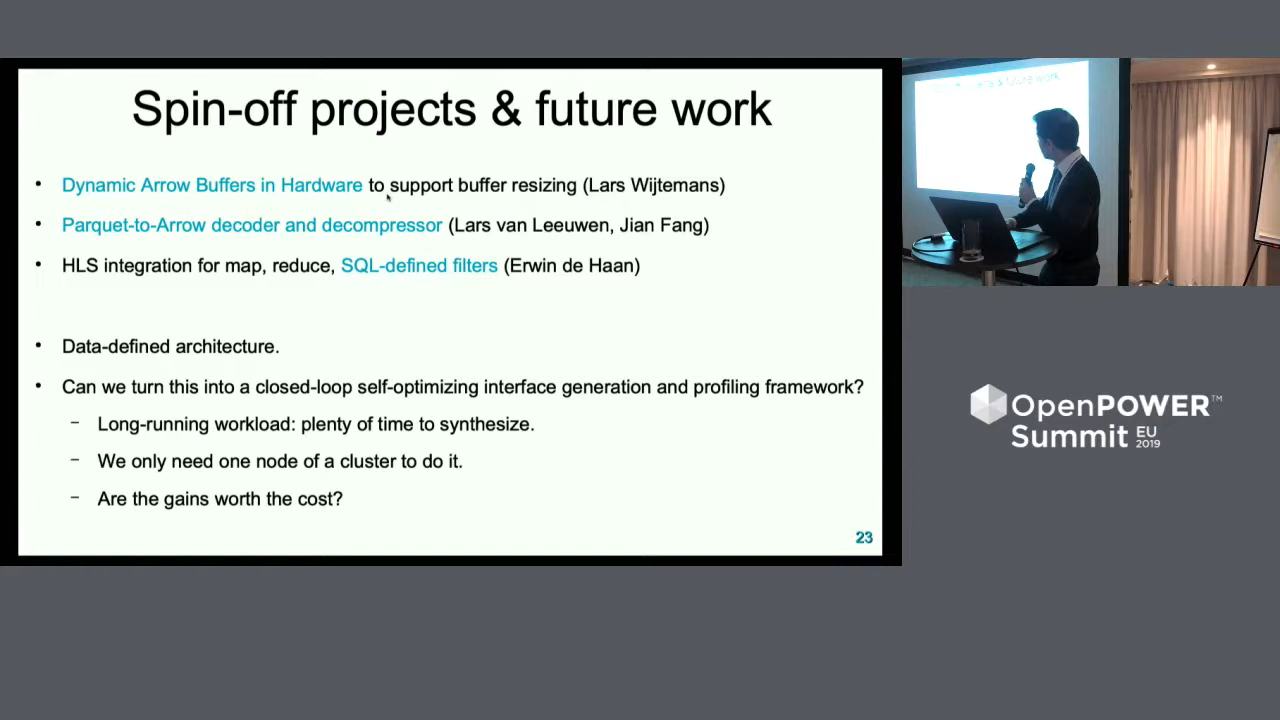 Spin-off projects & future work
• Dynamic Arrow Buffers in Hardware to support buffer resizing (Lars Wijtemans)
• Parquet-to-Arrow decoder and decompressor (Lars van Leeuwen, Jian Fang)
• HLS integration for map, reduce, SQL-defined filters (Erwin de Haan)
• Data-defined architecture.
• Can we turn this into a closed-loop self-optimizing interface generation and profiling framework?
– Long-running workload: plenty of time to synthesize.
– We only need one node of a cluster to do it.
– Are the gains worth the cost?
23
OpenPOWER™
Summit EU 2019